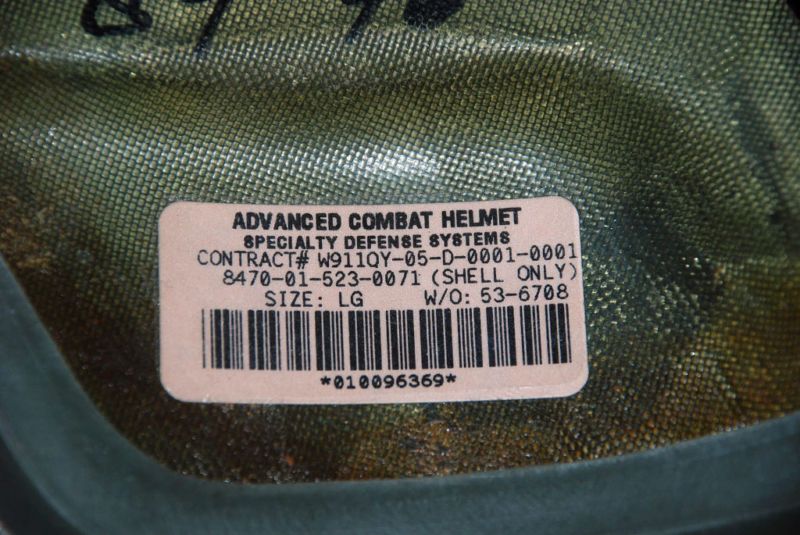 ADVANCED COMBAT HELMET
SPECIALTY DEFENSE SYSTEMS
CONTRACT# W911QY-05-D-0001-0001
8470-01-523-0071 (SHELL ONLY)
SIZE: LG W/O: 53-6708
*010096369*